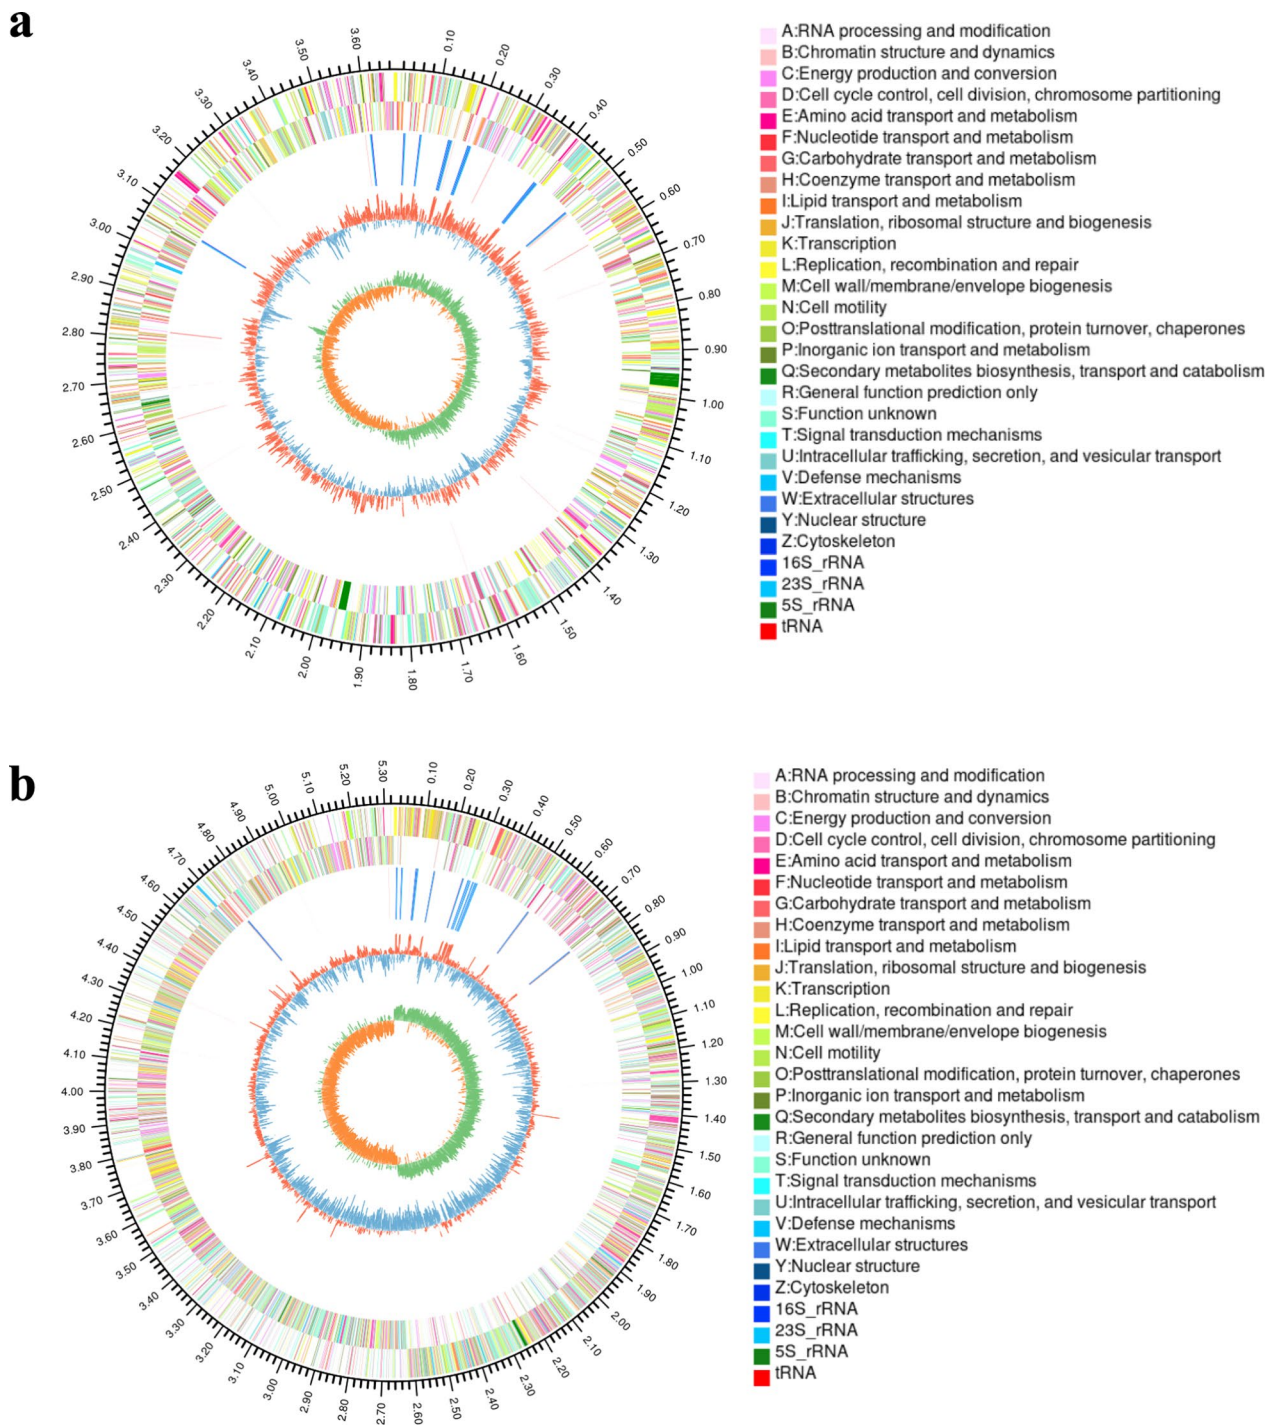 a
3.60
0.10
0.20
0.30
0.40
0.50
0.60
0.70
0.80
0.90
1.00
1.10
1.20
1.30
1.40
1.50
1.60
1.70
1.80
1.90
2.00
2.10
2.20
2.30
2.40
2.50
2.60
2.70
2.80
2.90
3.00
3.10
3.20
3.30
3.40
3.50
A:RNA processing and modification
B:Chromatin structure and dynamics
C:Energy production and conversion
D:Cell cycle control, cell division, chromosome partitioning
E:Amino acid transport and metabolism
F:Nucleotide transport and metabolism
G:Carbohydrate transport and metabolism
H:Coenzyme transport and metabolism
I:Lipid transport and metabolism
J:Translation, ribosomal structure and biogenesis
K:Transcription
L:Replication, recombination and repair
M:Cell wall/membrane/envelope biogenesis
N:Cell motility
O:Posttranslational modification, protein turnover, chaperones
P:Inorganic ion transport and metabolism
Q:Secondary metabolites biosynthesis, transport and catabolism
R:General function prediction only
S:Function unknown
T:Signal transduction mechanisms
U:Intracellular trafficking, secretion, and vesicular transport
V:Defense mechanisms
W:Extracellular structures
Y:Nuclear structure
Z:Cytoskeleton
16S_rRNA
23S_rRNA
5S_rRNA
tRNA
b
5.30
0.10
0.20
0.30
0.40
0.50
0.60
0.70
0.80
0.90
1.00
1.10
1.20
1.30
1.40
1.50
1.60
1.70
1.80
1.90
2.00
2.10
2.20
2.30
2.40
2.50
2.60
2.70
2.80
2.90
3.00
3.10
3.20
3.30
3.40
3.50
3.60
3.70
3.80
3.90
4.00
4.10
4.20
4.30
4.40
4.50
4.60
4.70
4.80
4.90
5.00
5.10
5.20
A:RNA processing and modification
B:Chromatin structure and dynamics
C:Energy production and conversion
D:Cell cycle control, cell division, chromosome partitioning
E:Amino acid transport and metabolism
F:Nucleotide transport and metabolism
G:Carbohydrate transport and metabolism
H:Coenzyme transport and metabolism
I:Lipid transport and metabolism
J:Translation, ribosomal structure and biogenesis
K:Transcription
L:Replication, recombination and repair
M:Cell wall/membrane/envelope biogenesis
N:Cell motility
O:Posttranslational modification, protein turnover, chaperones
P:Inorganic ion transport and metabolism
Q:Secondary metabolites biosynthesis, transport and catabolism
R:General function prediction only
S:Function unknown
T:Signal transduction mechanisms
U:Intracellular trafficking, secretion, and vesicular transport
V:Defense mechanisms
W:Extracellular structures
Y:Nuclear structure
Z:Cytoskeleton
16S_rRNA
23S_rRNA
5S_rRNA
tRNA